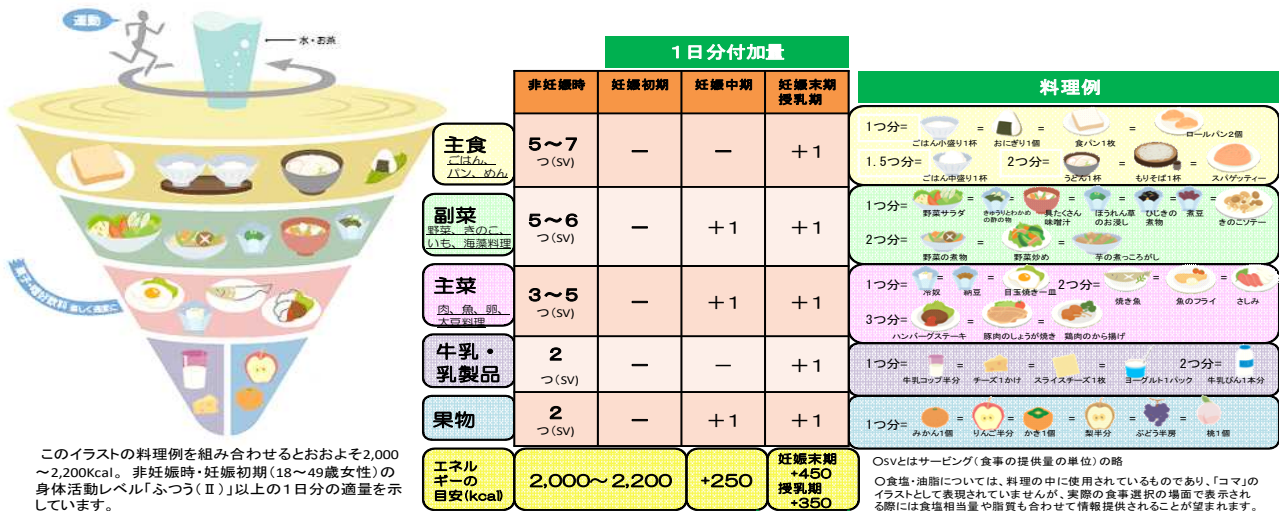 運動
水・お茶
菓子・嗜好飲料 楽しく適度に
このイラストの料理例を組み合わせるとおおよそ2,000
～2,200Kcal。非妊娠時・妊娠初期(18～49歳女性)の
身体活動レベル「ふつう(Ⅱ)」以上の1日分の適量を示
しています。
1日分付加量
非妊娠時 妊娠初期 妊娠中期 妊娠末期
授乳期
主食
ごはん、
パン、めん
5～7
つ(SV)
－ － ＋1
副菜
野菜、きのこ、
いも、海藻料理
5～6
つ(SV)
－ ＋1 ＋1
主菜
肉、魚、卵、
大豆料理
3～5
つ(SV)
－ ＋1 ＋1
牛乳・
乳製品
2
つ(SV)
－ － ＋1
果物
2
つ(SV)
－ ＋1 ＋1
エネル
ギーの
目安(kcal)
2,000～2,200
+250
妊娠末期
+450
授乳期
+350
料理例
1つ分= = = =
ごはん小盛り1杯 おにぎり1個 食パン1枚 ロールパン2個
1.5つ分= 2つ分= = =
ごはん中盛り1杯 うどん1杯 もりそば1杯 スパゲッティー
1つ分= = = = = = =
野菜サラダ きゅうりとわかめ
の酢の物 具たくさん
味噌汁 ほうれん草
のお浸し ひじきの
煮物 煮豆 きのこソテー
2つ分= = =
野菜の煮物 野菜炒め 芋の煮っころがし
1つ分= = = 2つ分= = =
冷奴 納豆 目玉焼き一皿 焼き魚 魚のフライ さしみ
3つ分= = =
ハンバーグステーキ 豚肉のしょうが焼き 鶏肉のから揚げ
1つ分= = = = 2つ分=
牛乳コップ半分 チーズ1かけ スライスチーズ1枚 ヨーグルト1パック 牛乳びん1本分
1つ分= = = = = =
みかん1個 りんご半分 かき1個 梨半分 ぶどう半房 桃1個
○SVとはサービング(食事の提供量の単位)の略
○食塩・油脂については、料理の中に使用されているものであり、「コマ」の
イラストとして表現されていませんが、実際の食事選択の場面で表示され
る際には食塩相当量や脂質も合わせて情報提供されることが望まれます。